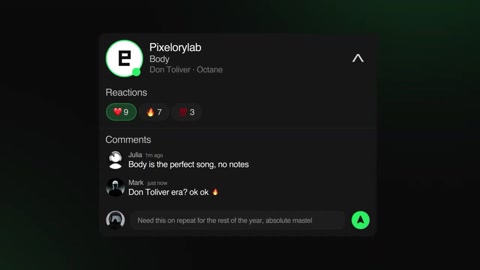 Pixelorylab
Body
Don Toliver · Octane
Reactions
❤️ 9 🔥 7 💯 3
Comments
Julia 1m ago
Body is the perfect song, no notes
Mark just now
Don Toliver era? ok ok 🔥
Need this on repeat for the rest of the year, absolute mastei